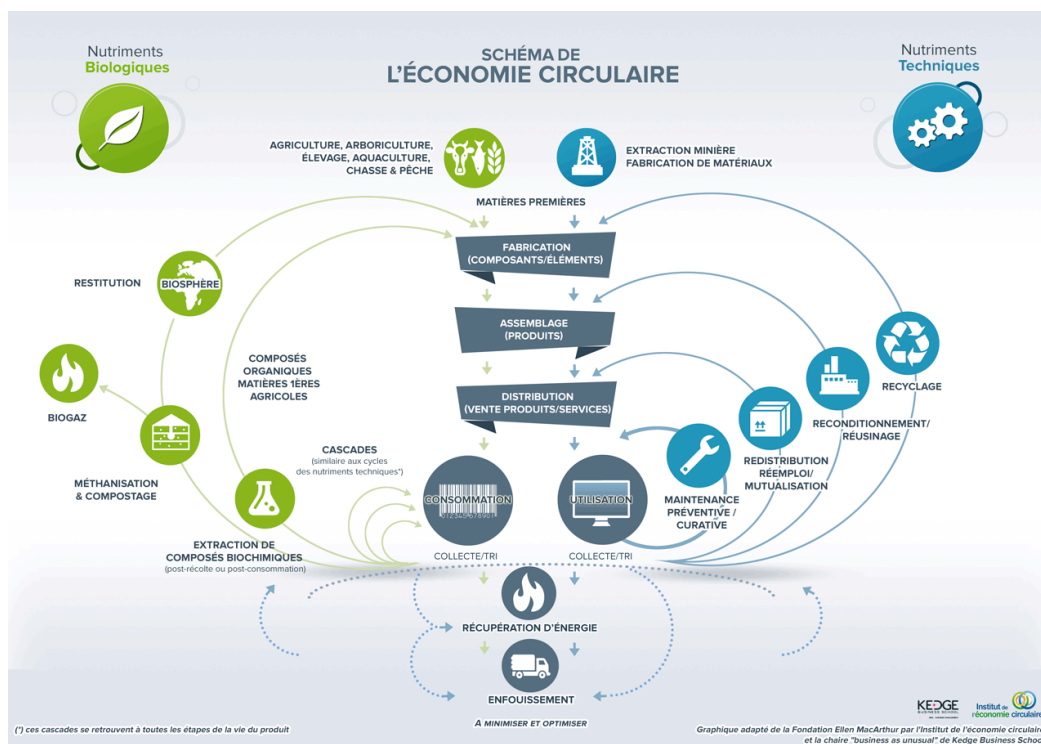 Nutriments
Biologiques
SCHÉMA DE
L'ÉCONOMIE CIRCULAIRE
Nutriments
Techniques
AGRICULTURE, ARBORICULTURE,
ÉLEVAGE, AQUACULTURE,
CHASSE & PÊCHE
EXTRACTION MINIÈRE
FABRICATION DE MATÉRIAUX
MATIÈRES PREMIÈRES
FABRICATION
(COMPOSANTS/ÉLÉMENTS)
RESTITUTION
BIOSPHÈRE
ASSEMBLAGE
(PRODUITS)
COMPOSÉS
ORGANIQUES
MATIÈRES 1ÈRES
AGRICOLES
RECYCLAGE
BIOGAZ
DISTRIBUTION
(VENTE PRODUITS/SERVICES)
RECONDITIONNEMENT/
RÉUSINAGE
CASCADES
(similaire aux cycles
des nutriments techniques*)
REDISTRIBUTION
RÉEMPLOI/
MUTUALISATION
MÉTHANISATION
& COMPOSTAGE
CONSOMMATION
UTILISATION
MAINTENANCE
PRÉVENTIVE /
CURATIVE
EXTRACTION DE
COMPOSÉS BIOCHIMIQUES
(post-récolte ou post-consommation)
COLLECTE/TRI
COLLECTE/TRI
RÉCUPÉRATION D'ÉNERGIE
ENFOUISSEMENT
A MINIMISER ET OPTIMISER
KEDGE
BUSINESS SCHOOL
Institut de
l'économie circulaire
(*) ces cascades se retrouvent à toutes les étapes de la vie du produit
Graphique adapté de la Fondation Ellen MacArthur par l'Institut de l'économie circulaire
et la chaire "business as unusual" de Kedge Business School